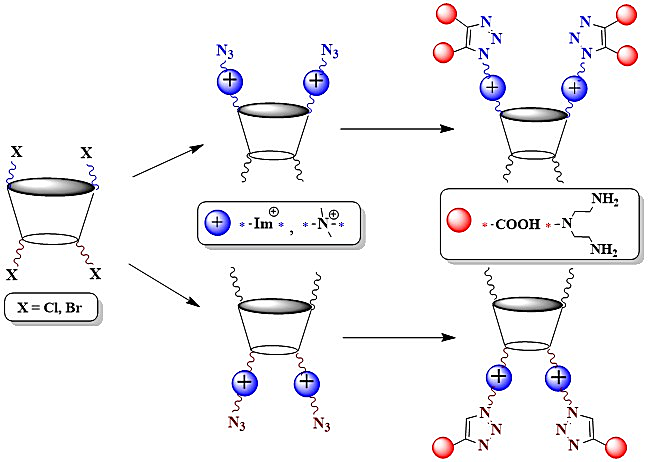 N₃ N₃
+ +
N N
N N
N N
+ +
X X
X X
X = Cl, Br
+ *-Im⊕* , *-N⊕-*
*-COOH *-N
NH₂
NH₂
+ +
N₃ N₃
+ +
N N
N N
N N